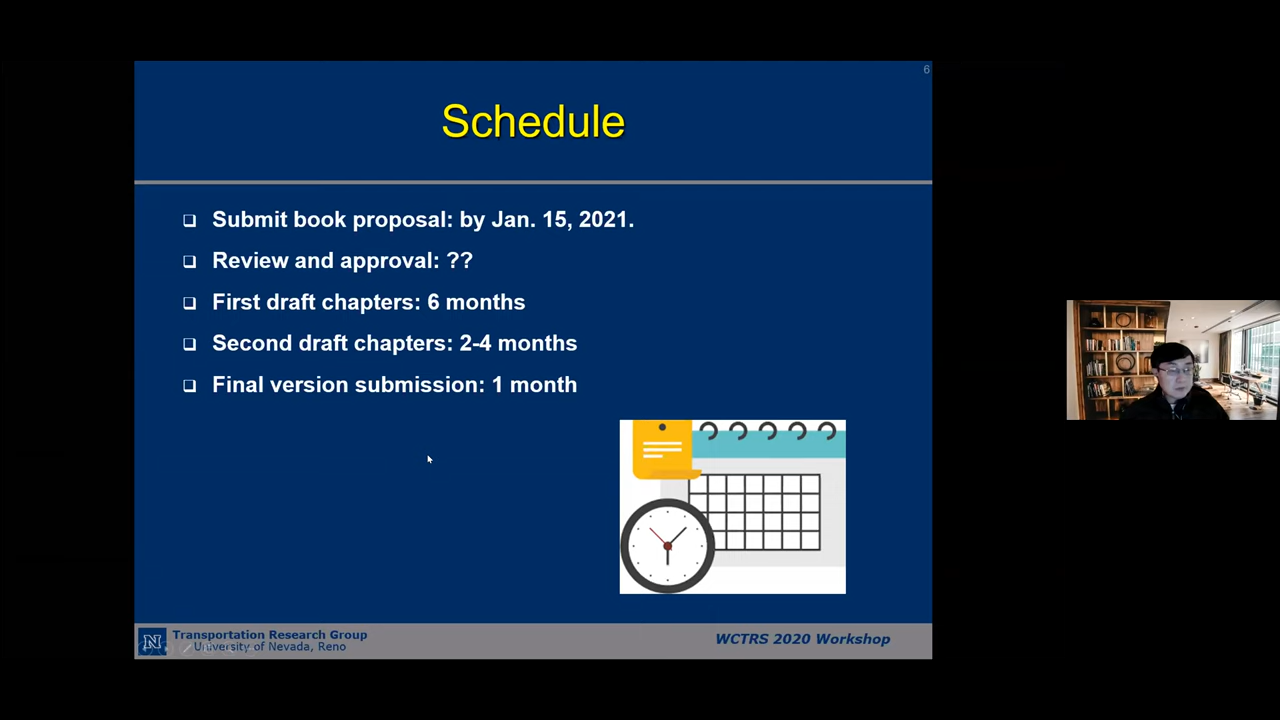 6
Schedule
Submit book proposal: by Jan. 15, 2021.
Review and approval: ??
First draft chapters: 6 months
Second draft chapters: 2-4 months
Final version submission: 1 month
N
Transportation Research Group
University of Nevada, Reno
WCTRS 2020 Workshop